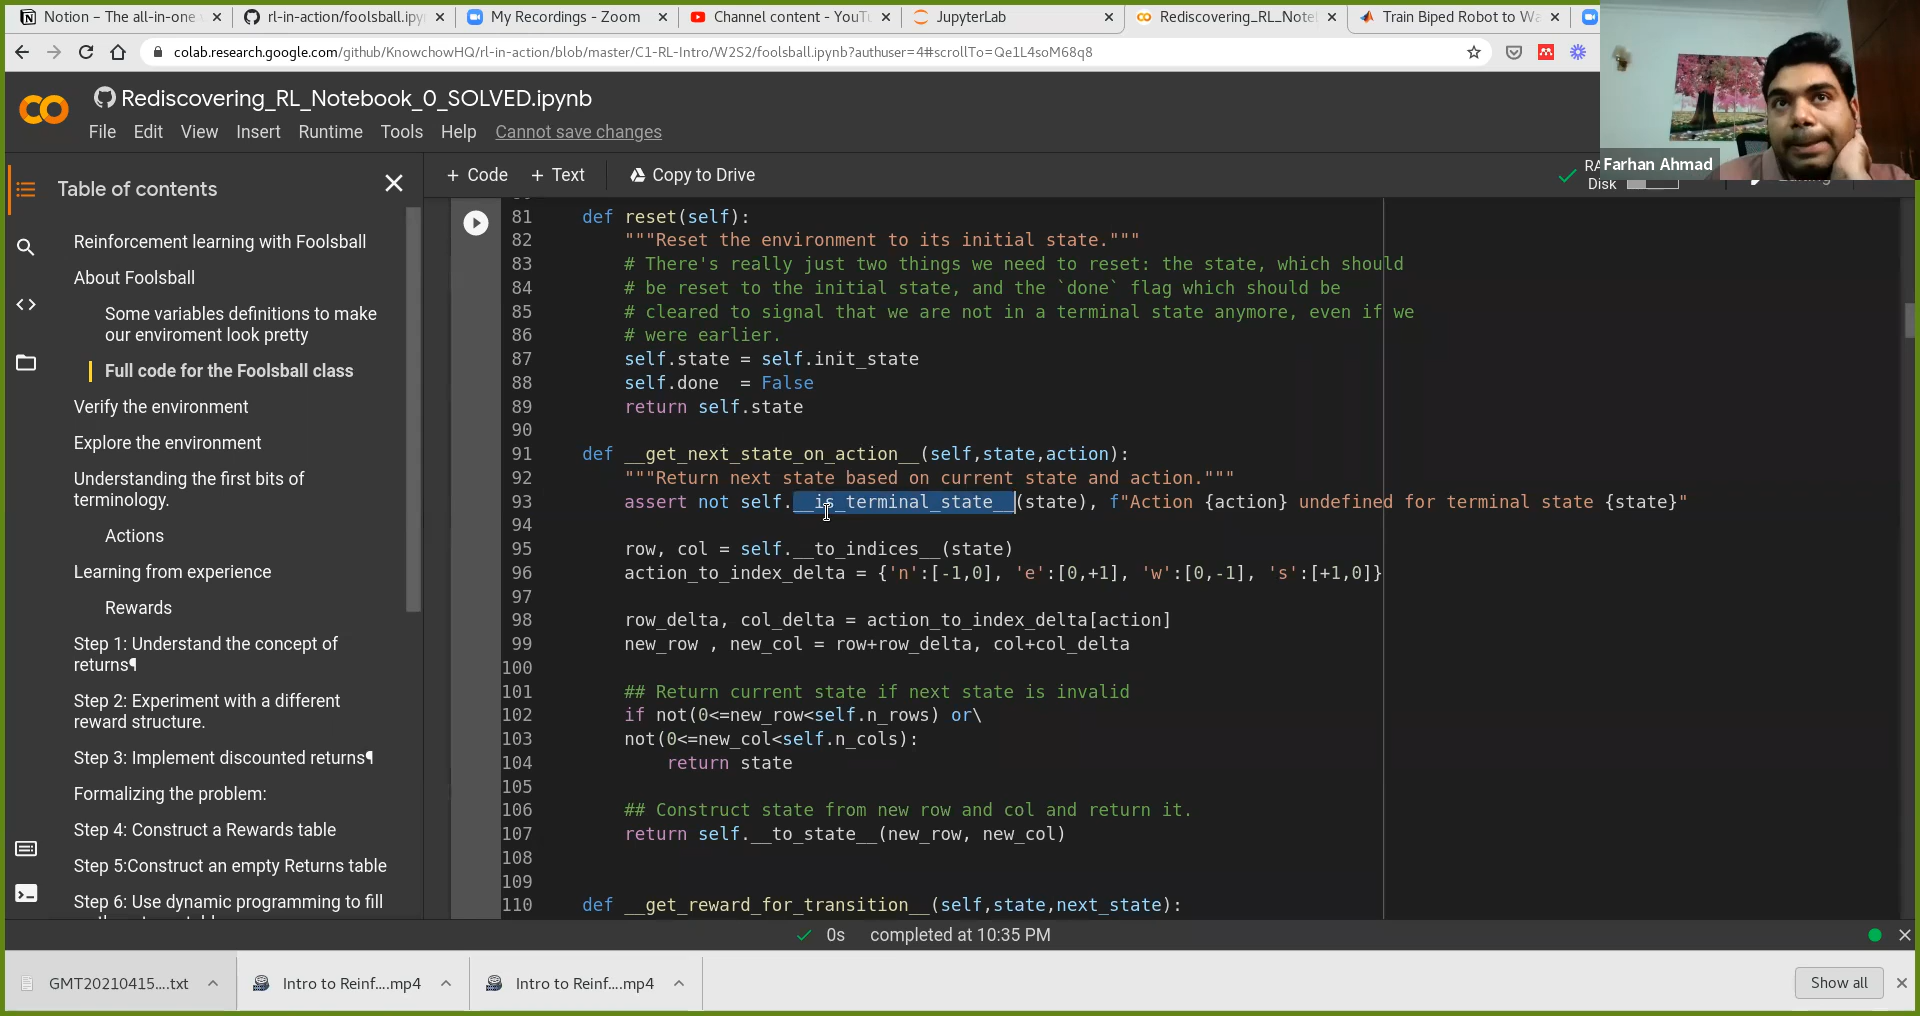 Notion – The all-in-one
rl-in-action/foolsball.ipy
My Recordings - Zoom
Channel content - YouTu
JupyterLab
Rediscovering_RL_Note
Train Biped Robot to Wa
colab.research.google.com/github/KnowchowHQ/rl-in-action/blob/master/C1-RL-Intro/W2S2/foolsball.ipynb?authuser=4#scrollTo=Qe1L4soM68q8
Rediscovering_RL_Notebook_0_SOLVED.ipynb
File Edit View Insert Runtime Tools Help Cannot save changes
Farhan Ahmad
+ Code + Text Copy to Drive
RA
Disk
Table of contents
Reinforcement learning with Foolsball
About Foolsball
Some variables definitions to make
our enviroment look pretty
Full code for the Foolsball class
Verify the environment
Explore the environment
Understanding the first bits of
terminology.
Actions
Learning from experience
Rewards
Step 1: Understand the concept of
returns¶
Step 2: Experiment with a different
reward structure.
Step 3: Implement discounted returns¶
Formalizing the problem:
Step 4: Construct a Rewards table
Step 5:Construct an empty Returns table
Step 6: Use dynamic programming to fill
81 def reset(self):
82 """Reset the environment to its initial state."""
83 # There's really just two things we need to reset: the state, which should
84 # be reset to the initial state, and the `done` flag which should be
85 # cleared to signal that we are not in a terminal state anymore, even if we
86 # were earlier.
87 self.state = self.init_state
88 self.done  = False
89 return self.state
90
91 def __get_next_state_on_action__(self,state,action):
92 """Return next state based on current state and action."""
93 assert not self.__is_terminal_state__(state), f"Action {action} undefined for terminal state {state}"
94
95 row, col = self.__to_indices__(state)
96 action_to_index_delta = {'n':[-1,0], 'e':[0,+1], 'w':[0,-1], 's':[+1,0]}
97
98 row_delta, col_delta = action_to_index_delta[action]
99 new_row , new_col = row+row_delta, col+col_delta
100
101 ## Return current state if next state is invalid
102 if not(0<=new_row<self.n_rows) or\
103 not(0<=new_col<self.n_cols):
104 return state
105
106 ## Construct state from new row and col and return it.
107 return self.__to_state__(new_row, new_col)
108
109
110 def __get_reward_for_transition__(self,state,next_state):
0s completed at 10:35 PM
GMT20210415....txt
Intro to Reinf....mp4
Intro to Reinf....mp4
Show all